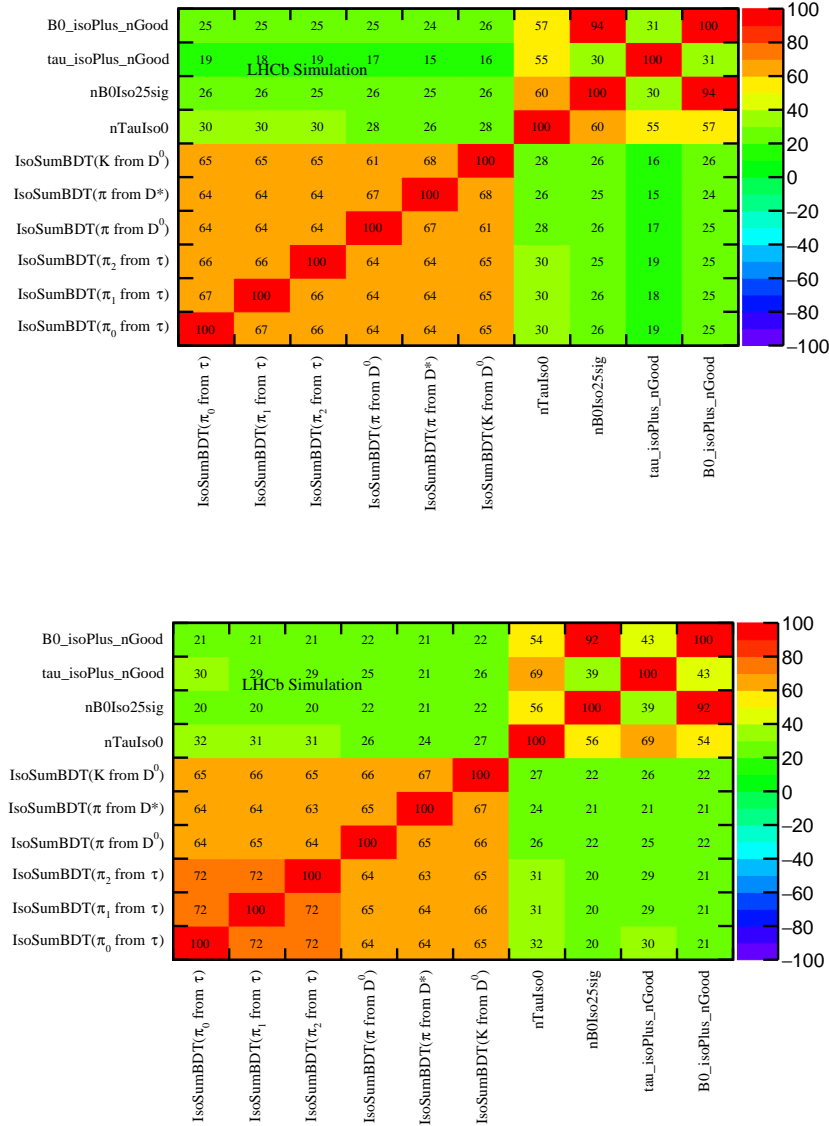 B0_isoPlus_nGood 25 25 25 25 24 26 57 94 31 100
tau_isoPlus_nGood 19 18 19 17 15 16 55 30 100 31
LHCb Simulation
nB0Iso25sig 26 26 25 26 25 26 60 100 30 94
nTauIso0 30 30 30 28 26 28 100 60 55 57
IsoSumBDT(K from D⁰) 65 65 65 61 68 100 28 26 16 26
IsoSumBDT(π from D*) 64 64 64 67 100 68 26 25 15 24
IsoSumBDT(π from D⁰) 64 64 64 100 67 61 28 26 17 25
IsoSumBDT(π₂ from τ) 66 66 100 64 64 65 30 25 19 25
IsoSumBDT(π₁ from τ) 67 100 66 64 64 65 30 26 18 25
IsoSumBDT(π₀ from τ) 100 67 66 64 64 65 30 26 19 25
100
80
60
40
20
0
−20
−40
−60
−80
−100
IsoSumBDT(π₀ from τ)
IsoSumBDT(π₁ from τ)
IsoSumBDT(π₂ from τ)
IsoSumBDT(π from D⁰)
IsoSumBDT(π from D*)
IsoSumBDT(K from D⁰)
nTauIso0
nB0Iso25sig
tau_isoPlus_nGood
B0_isoPlus_nGood
B0_isoPlus_nGood 21 21 21 22 21 22 54 92 43 100
tau_isoPlus_nGood 30 29 29 25 21 26 69 39 100 43
LHCb Simulation
nB0Iso25sig 20 20 20 22 21 22 56 100 39 92
nTauIso0 32 31 31 26 24 27 100 56 69 54
IsoSumBDT(K from D⁰) 65 66 65 66 67 100 27 22 26 22
IsoSumBDT(π from D*) 64 64 63 65 100 67 24 21 21 21
IsoSumBDT(π from D⁰) 64 65 64 100 65 66 26 22 25 22
IsoSumBDT(π₂ from τ) 72 72 100 64 63 65 31 20 29 21
IsoSumBDT(π₁ from τ) 72 100 72 65 64 66 31 20 29 21
IsoSumBDT(π₀ from τ) 100 72 72 64 64 65 32 20 30 21
100
80
60
40
20
0
−20
−40
−60
−80
−100
IsoSumBDT(π₀ from τ)
IsoSumBDT(π₁ from τ)
IsoSumBDT(π₂ from τ)
IsoSumBDT(π from D⁰)
IsoSumBDT(π from D*)
IsoSumBDT(K from D⁰)
nTauIso0
nB0Iso25sig
tau_isoPlus_nGood
B0_isoPlus_nGood